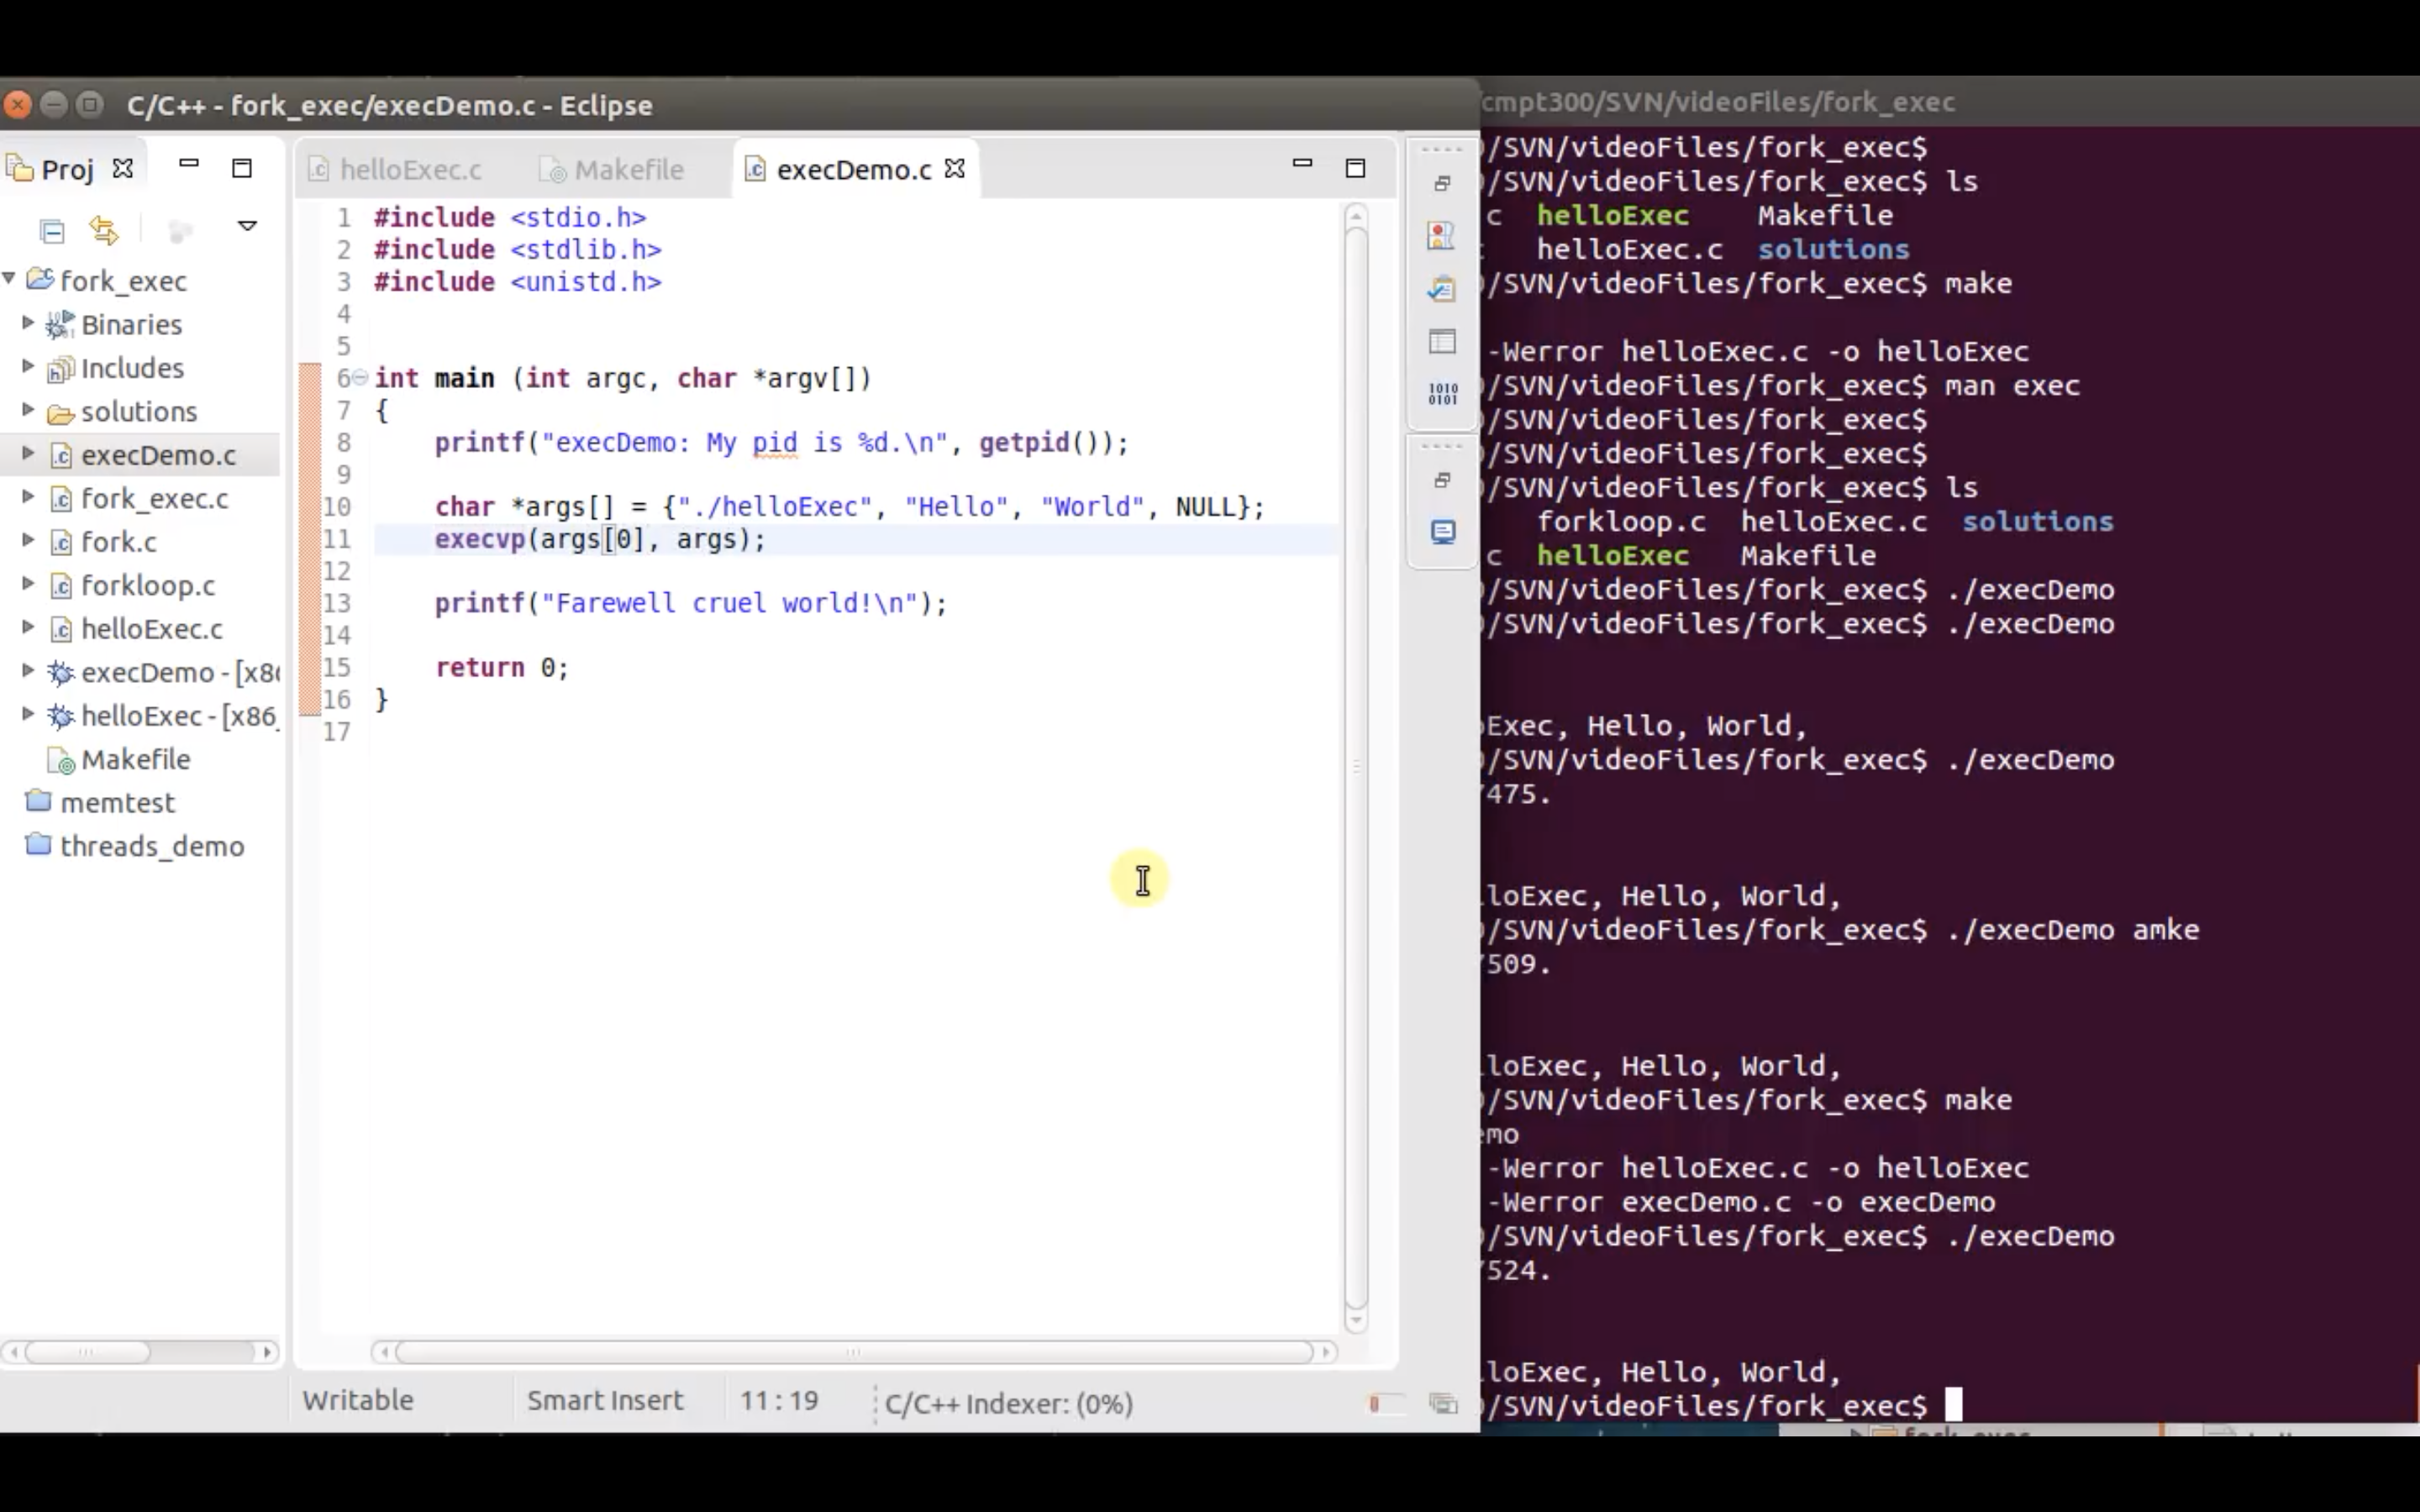 C/C++ - fork_exec/execDemo.c - Eclipse
Proj
fork_exec
Binaries
Includes
solutions
execDemo.c
fork_exec.c
fork.c
forkloop.c
helloExec.c
execDemo - [x86
helloExec - [x86_
Makefile
memtest
threads_demo
helloExec.c Makefile execDemo.c
1 #include <stdio.h>
2 #include <stdlib.h>
3 #include <unistd.h>
4
5
6 int main (int argc, char *argv[])
7 {
8 printf("execDemo: My pid is %d.\n", getpid());
9
10 char *args[] = {"./helloExec", "Hello", "World", NULL};
11 execvp(args[0], args);
12
13 printf("Farewell cruel world!\n");
14
15 return 0;
16 }
17
1010
0101
Writable Smart Insert 11 : 19 C/C++ Indexer: (0%)
cmpt300/SVN/videoFiles/fork_exec
/SVN/videoFiles/fork_exec$
/SVN/videoFiles/fork_exec$ ls
c helloExec Makefile
helloExec.c solutions
/SVN/videoFiles/fork_exec$ make
-Werror helloExec.c -o helloExec
/SVN/videoFiles/fork_exec$ man exec
/SVN/videoFiles/fork_exec$
/SVN/videoFiles/fork_exec$
/SVN/videoFiles/fork_exec$ ls
forkloop.c helloExec.c solutions
c helloExec Makefile
/SVN/videoFiles/fork_exec$ ./execDemo
/SVN/videoFiles/fork_exec$ ./execDemo
oExec, Hello, World,
/SVN/videoFiles/fork_exec$ ./execDemo
475.
loExec, Hello, World,
/SVN/videoFiles/fork_exec$ ./execDemo amke
509.
loExec, Hello, World,
/SVN/videoFiles/fork_exec$ make
emo
-Werror helloExec.c -o helloExec
-Werror execDemo.c -o execDemo
/SVN/videoFiles/fork_exec$ ./execDemo
524.
loExec, Hello, World,
/SVN/videoFiles/fork_exec$